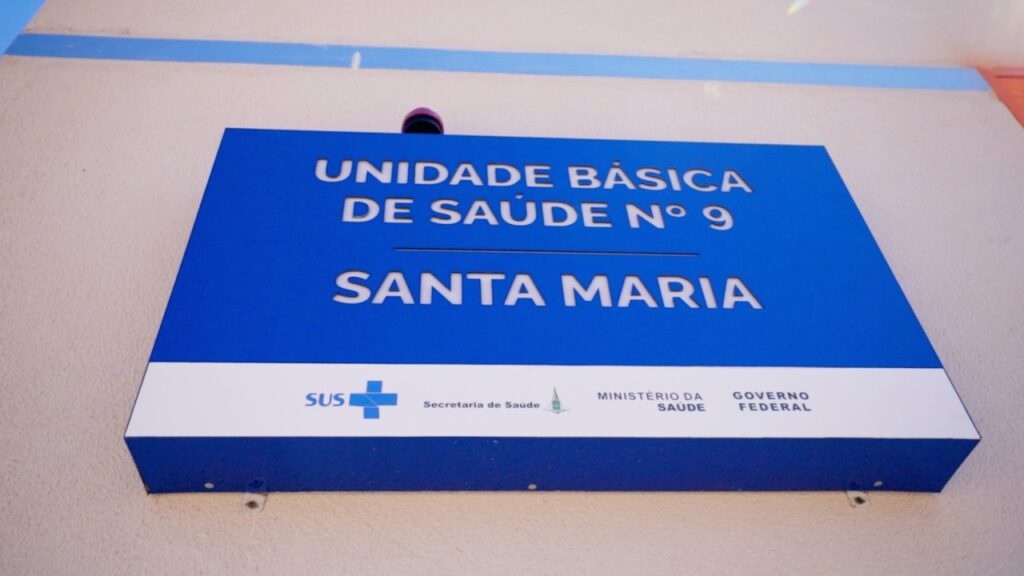 UNIDADE BÁSICA
DE SAÚDE Nº 9
SANTA MARIA
SUS
Secretaria de Saúde
MINISTÉRIO DA
SAÚDE
GOVERNO
FEDERAL